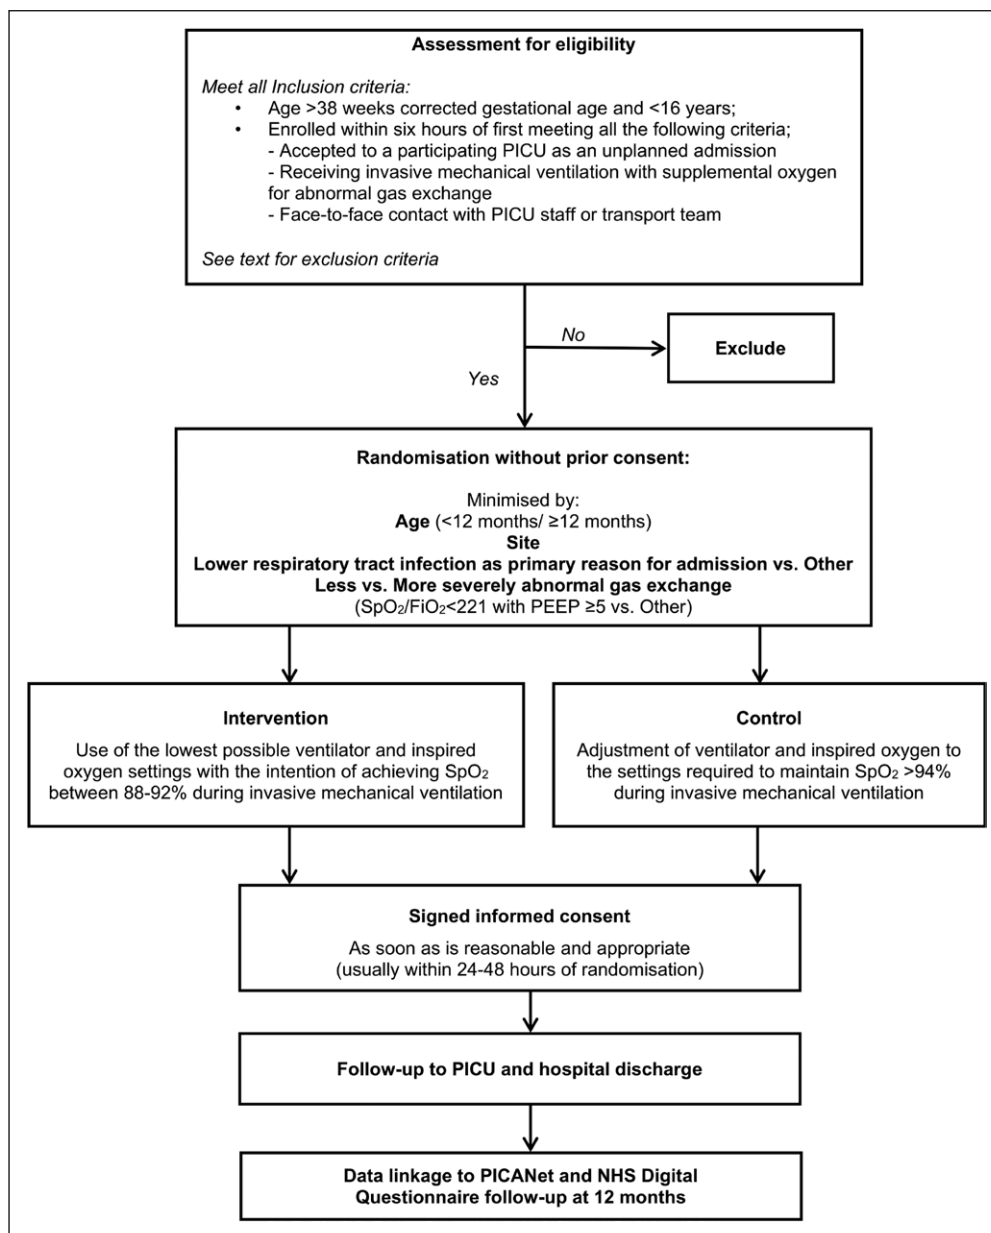 Assessment for eligibility
Meet all Inclusion criteria:
• Age >38 weeks corrected gestational age and <16 years;
• Enrolled within six hours of first meeting all the following criteria;
- Accepted to a participating PICU as an unplanned admission
- Receiving invasive mechanical ventilation with supplemental oxygen
for abnormal gas exchange
- Face-to-face contact with PICU staff or transport team
See text for exclusion criteria
No
Exclude
Yes
Randomisation without prior consent:
Minimised by:
Age (<12 months/ ≥12 months)
Site
Lower respiratory tract infection as primary reason for admission vs. Other
Less vs. More severely abnormal gas exchange
(SpO₂/FiO₂<221 with PEEP ≥5 vs. Other)
Intervention
Use of the lowest possible ventilator and inspired
oxygen settings with the intention of achieving SpO₂
between 88-92% during invasive mechanical ventilation
Control
Adjustment of ventilator and inspired oxygen to
the settings required to maintain SpO₂ >94%
during invasive mechanical ventilation
Signed informed consent
As soon as is reasonable and appropriate
(usually within 24-48 hours of randomisation)
Follow-up to PICU and hospital discharge
Data linkage to PICANet and NHS Digital
Questionnaire follow-up at 12 months